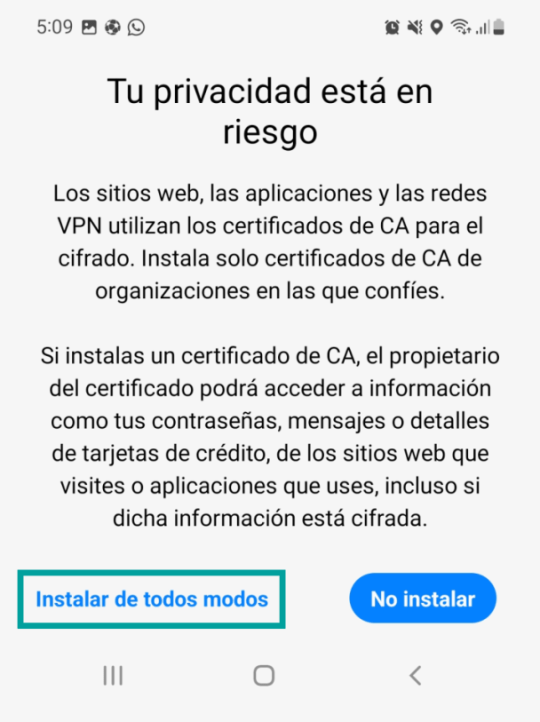 5:09
Tu privacidad está en
riesgo
Los sitios web, las aplicaciones y las redes
VPN utilizan los certificados de CA para el
cifrado. Instala solo certificados de CA de
organizaciones en las que confíes.
Si instalas un certificado de CA, el propietario
del certificado podrá acceder a información
como tus contraseñas, mensajes o detalles
de tarjetas de crédito, de los sitios web que
visites o aplicaciones que uses, incluso si
dicha información está cifrada.
Instalar de todos modos
No instalar